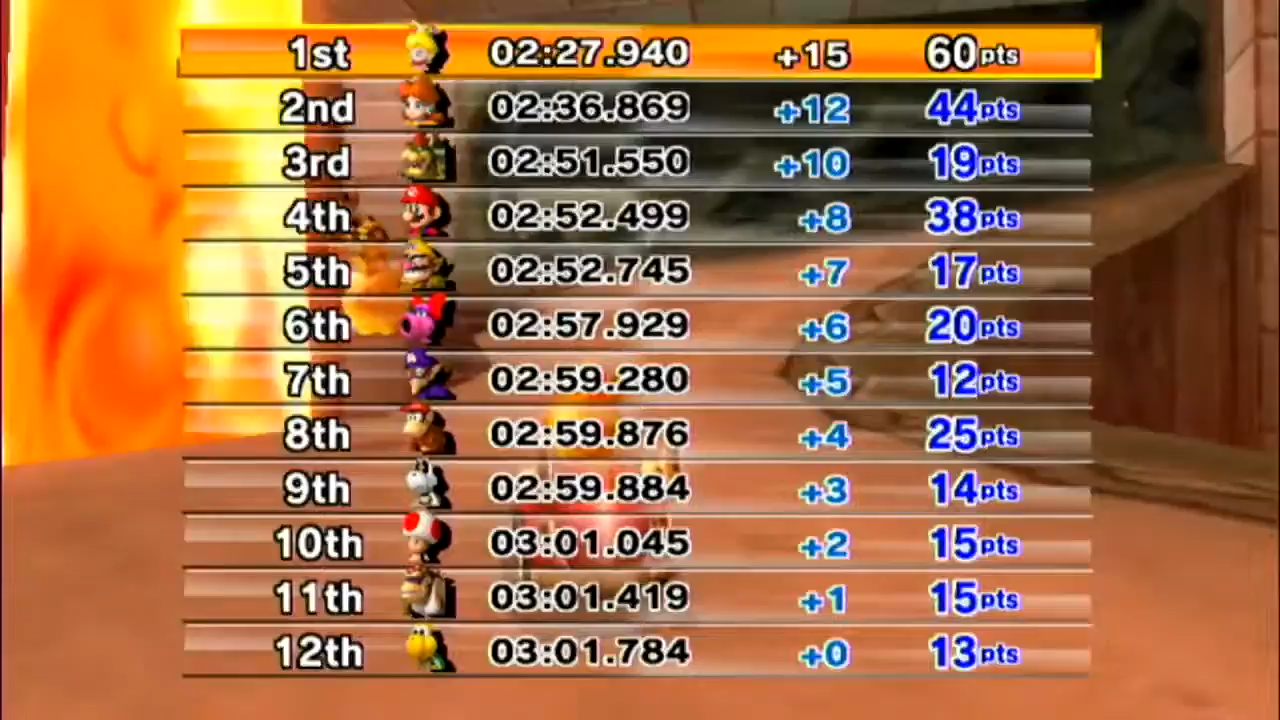 1st 02:27.940 +15 60pts
2nd 02:36.869 +12 44pts
3rd 02:51.550 +10 19pts
4th 02:52.499 +8 38pts
5th 02:52.745 +7 17pts
6th 02:57.929 +6 20pts
7th 02:59.280 +5 12pts
8th 02:59.876 +4 25pts
9th 02:59.884 +3 14pts
10th 03:01.045 +2 15pts
11th 03:01.419 +1 15pts
12th 03:01.784 +0 13pts